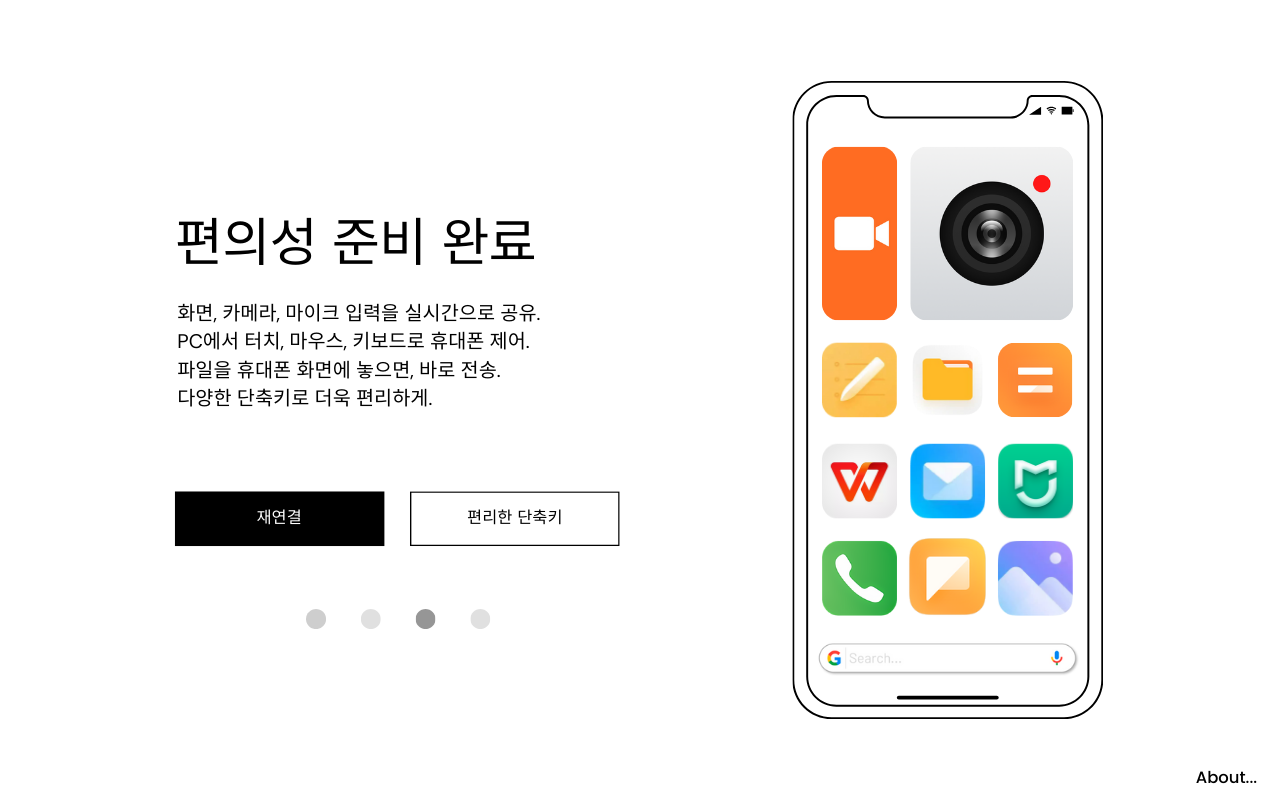 편의성 준비 완료
화면, 카메라, 마이크 입력을 실시간으로 공유.
PC에서 터치, 마우스, 키보드로 휴대폰 제어.
파일을 휴대폰 화면에 놓으면, 바로 전송.
다양한 단축키로 더욱 편리하게.
재연결
편리한 단축키
Search...
About...